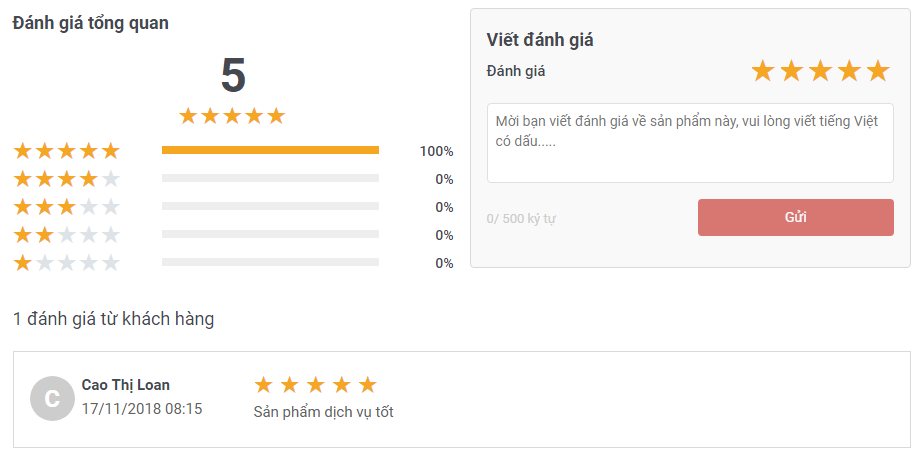 Đánh giá tổng quan
5
100%
0%
0%
0%
0%
Viết đánh giá
Đánh giá
Mời bạn viết đánh giá về sản phẩm này, vui lòng viết tiếng Việt
có dấu.....
0/ 500 ký tự
Gửi
1 đánh giá từ khách hàng
C
Cao Thị Loan
17/11/2018 08:15
Sản phẩm dịch vụ tốt